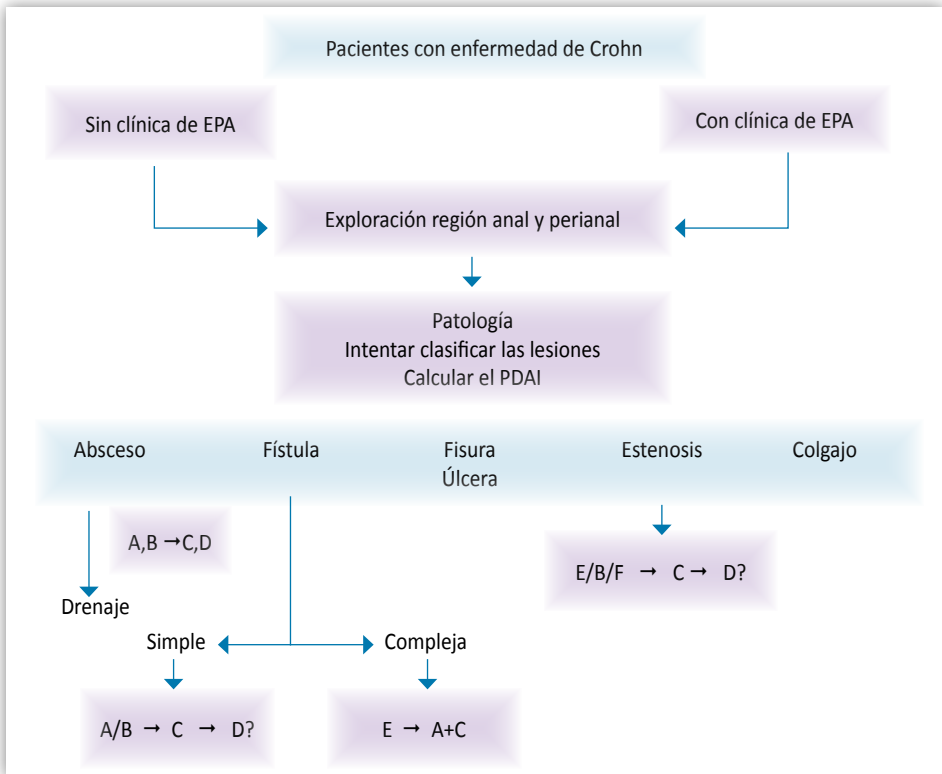 Pacientes con enfermedad de Crohn
Sin clínica de EPA
Con clínica de EPA
Exploración región anal y perianal
Patología
Intentar clasificar las lesiones
Calcular el PDAI
Absceso
Fístula
Fisura
Úlcera
Estenosis
Colgajo
A,B → C,D
E/B/F → C → D?
Drenaje
Simple
Compleja
A/B → C → D?
E → A+C